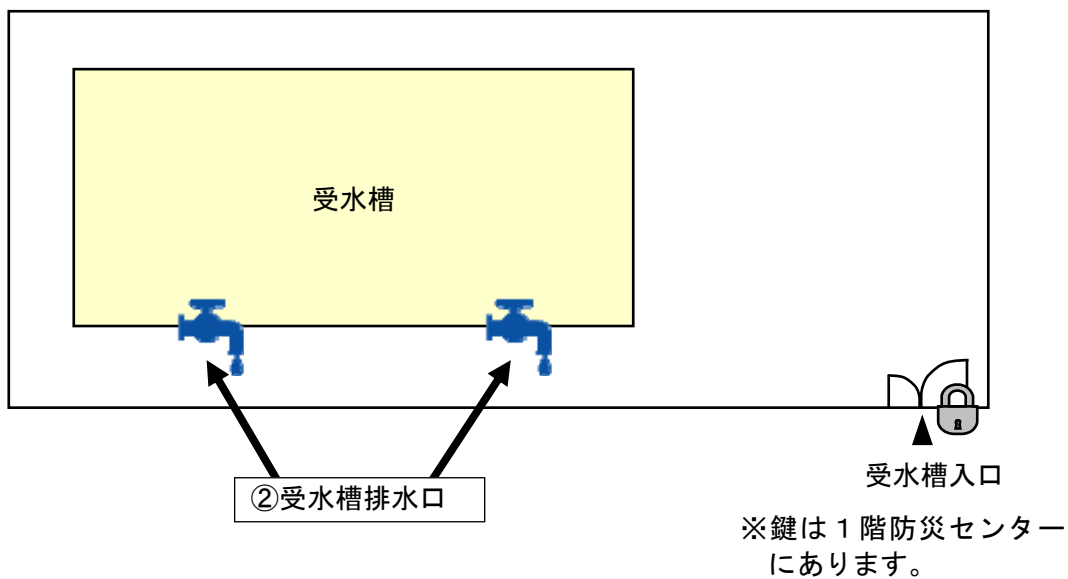 受水槽
②受水槽排水口
受水槽入口
※鍵は１階防災センター
にあります。